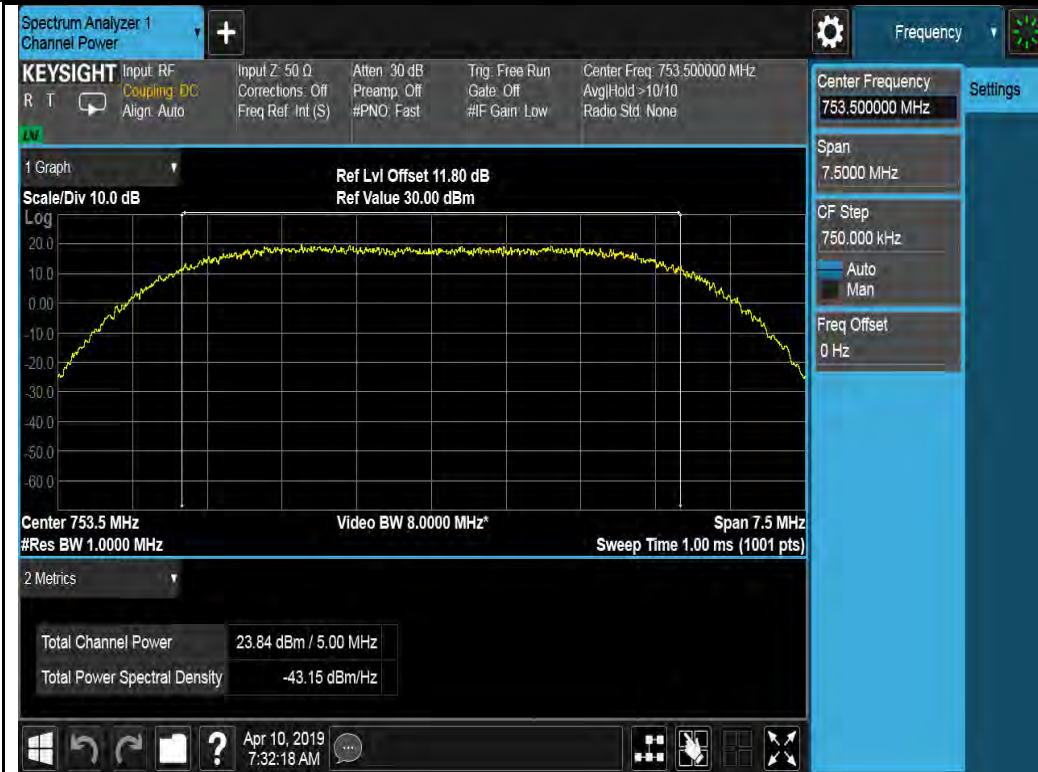 Spectrum Analyzer 1
Channel Power
+
Frequency
KEYSIGHT
R T
Input: RF
Coupling: DC
Align: Auto
Input Z: 50 Ω
Corrections: Off
Freq Ref: Int (S)
Atten: 30 dB
Preamp: Off
#PNO: Fast
Trig: Free Run
Gate: Off
#IF Gain: Low
Center Freq: 753.500000 MHz
Avg|Hold >10/10
Radio Std: None
Center Frequency
753.500000 MHz
Settings
Span
7.5000 MHz
CF Step
750.000 kHz
Auto
Man
Freq Offset
0 Hz
1 Graph
Scale/Div 10.0 dB
Ref Lvl Offset 11.80 dB
Ref Value 30.00 dBm
Log
20.0
10.0
0.00
-10.0
-20.0
-30.0
-40.0
-50.0
-60.0
Center 753.5 MHz
Video BW 8.0000 MHz*
Span 7.5 MHz
#Res BW 1.0000 MHz
Sweep Time 1.00 ms (1001 pts)
2 Metrics
Total Channel Power 23.84 dBm / 5.00 MHz
Total Power Spectral Density -43.15 dBm/Hz
?
Apr 10, 2019
7:32:18 AM